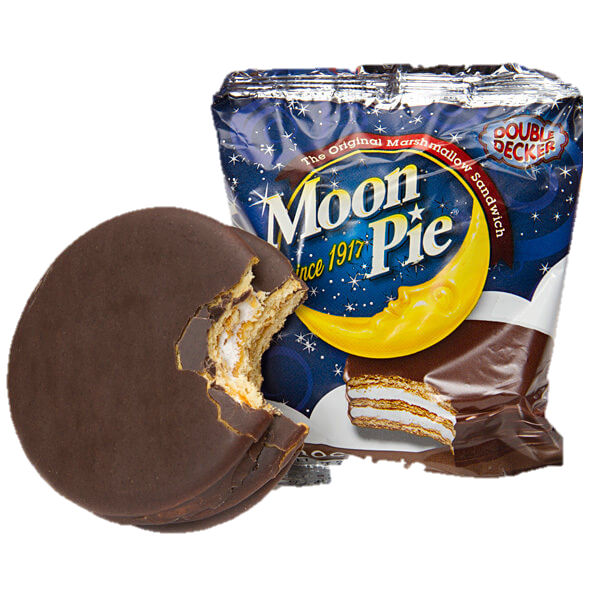 DOUBLE
DECKER
The Original Marshmallow Sandwich
Moon
Pie
since 1917